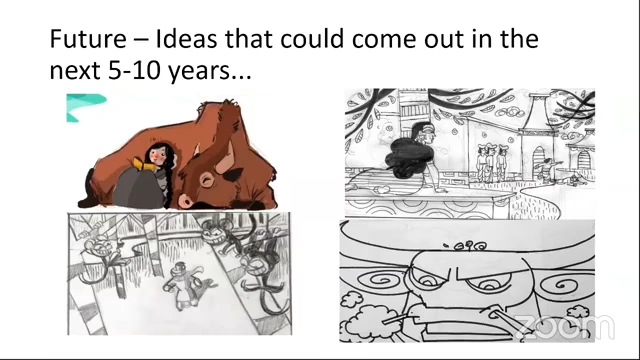 Future – Ideas that could come out in the
next 5-10 years...
zoom